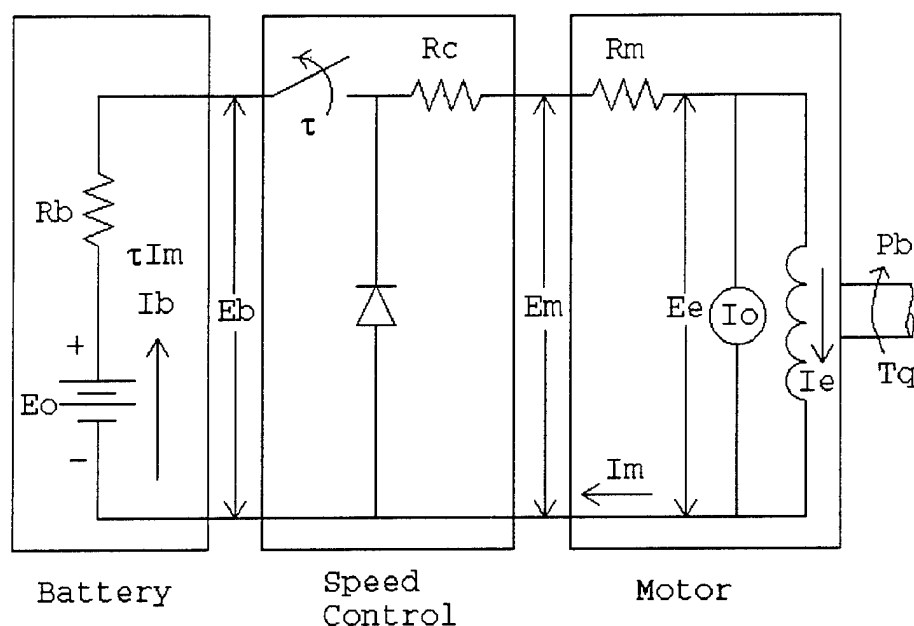 Rc
Rm
τ
Rb
τIm
Ib
Eb
Em
Ee
Io
Pb
+
Eo
-
Ie
Tq
Im
Battery
Speed
Control
Motor